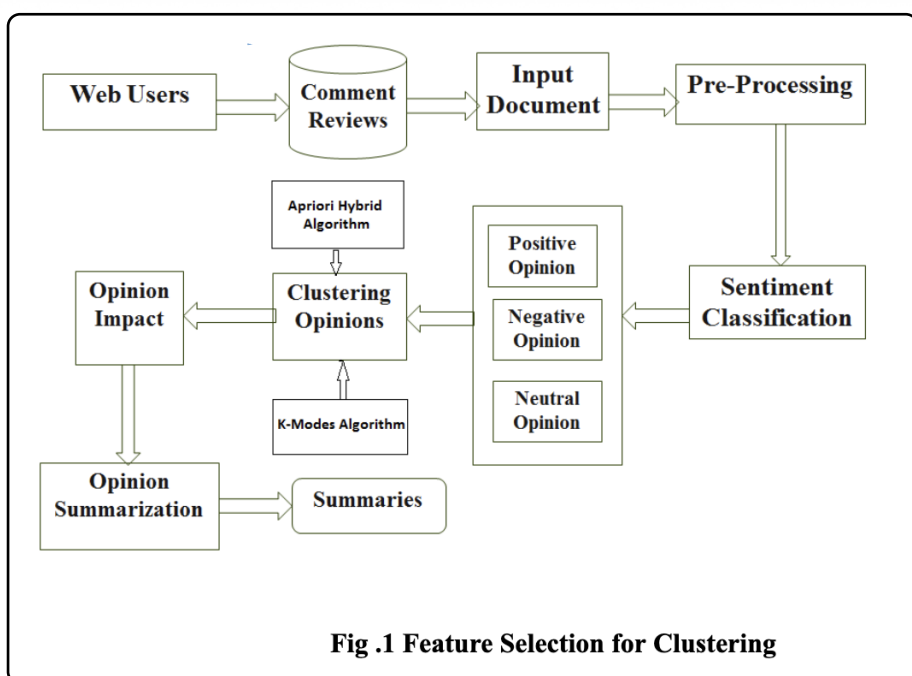 Web Users
Comment
Reviews
Input
Document
Pre-Processing
Apriori Hybrid
Algorithm
Positive
Opinion
Opinion
Impact
Clustering
Opinions
Negative
Opinion
Sentiment
Classification
Neutral
Opinion
K-Modes Algorithm
Opinion
Summarization
Summaries
Fig .1 Feature Selection for Clustering